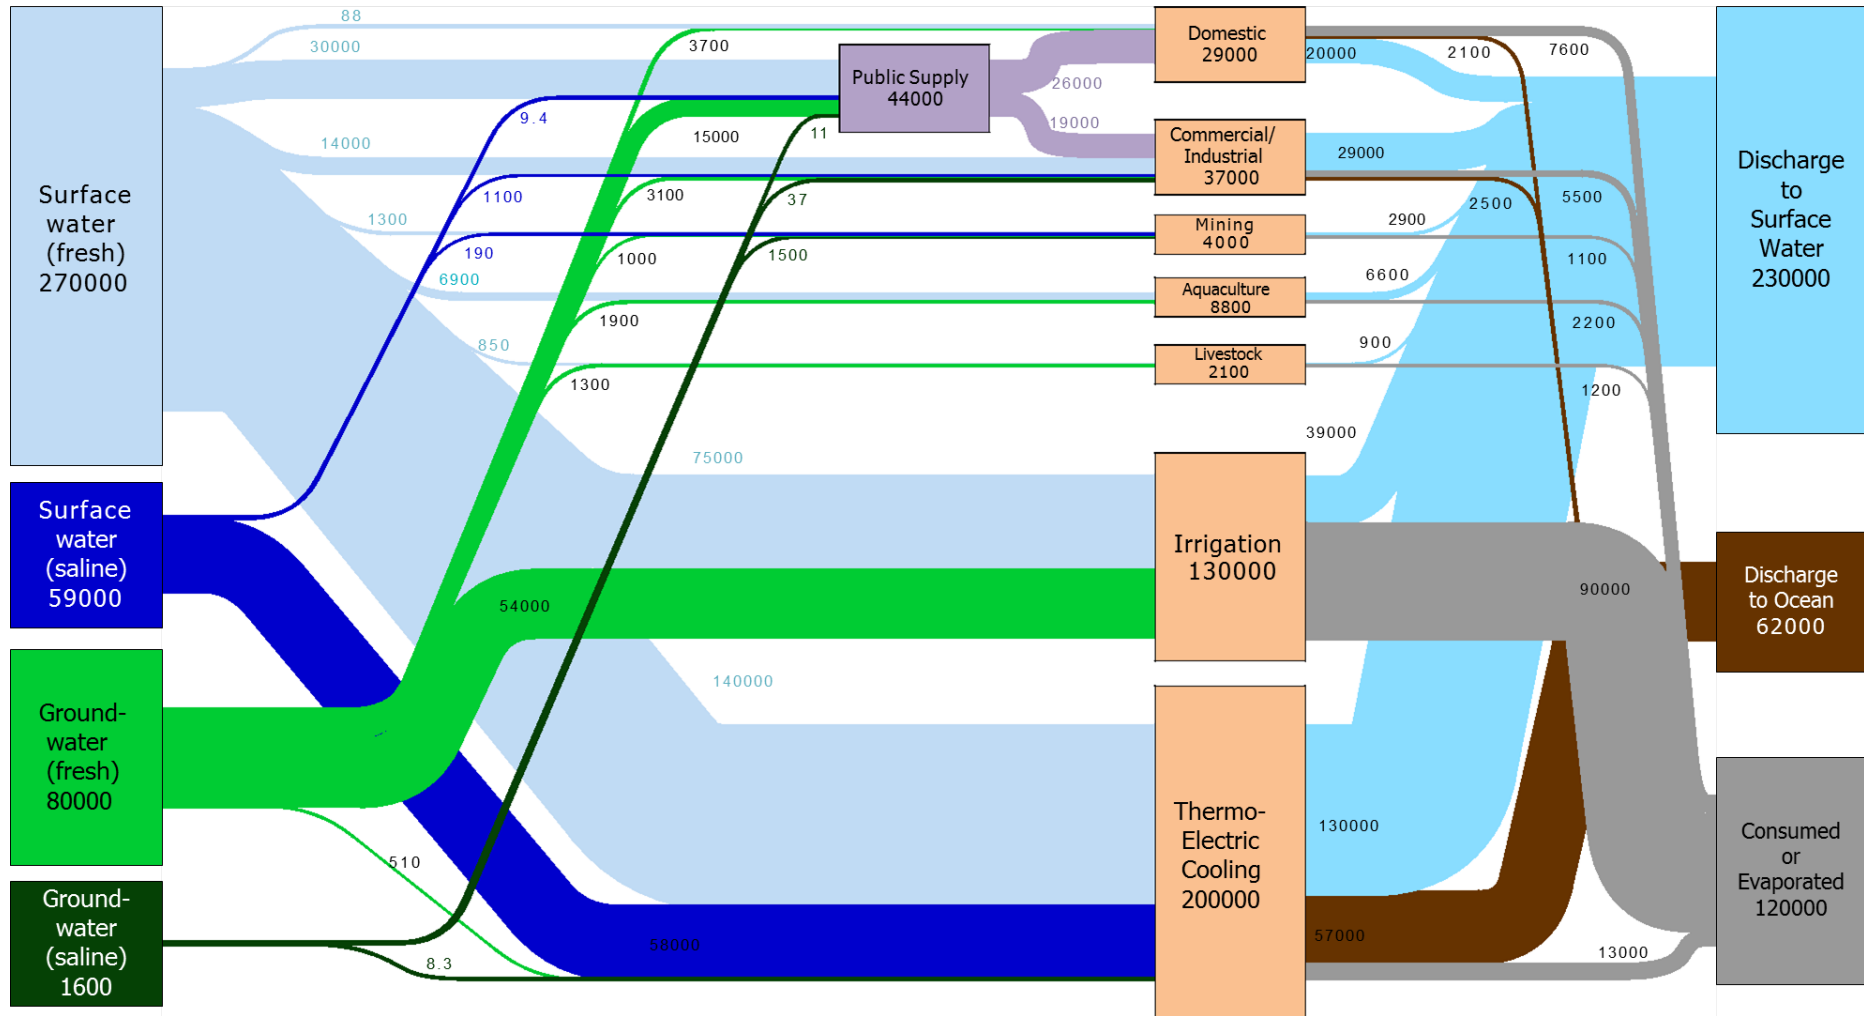 Surface
water
(fresh)
270000
Surface
water
(saline)
59000
Ground-
water
(fresh)
80000
Ground-
water
(saline)
1600
88
30000
14000
1300
6900
850
75000
140000
9.4
1100
190
58000
3700
15000
3100
1000
1900
1300
54000
510
11
37
1500
8.3
Public Supply
44000
26000
19000
Domestic
29000
Commercial/
Industrial
37000
Mining
4000
Aquaculture
8800
Livestock
2100
Irrigation
130000
Thermo-
Electric
Cooling
200000
20000
2100
7600
29000
2500
5500
2900
1100
6600
2200
900
1200
39000
90000
130000
57000
13000
Discharge
to
Surface
Water
230000
Discharge
to Ocean
62000
Consumed
or
Evaporated
120000